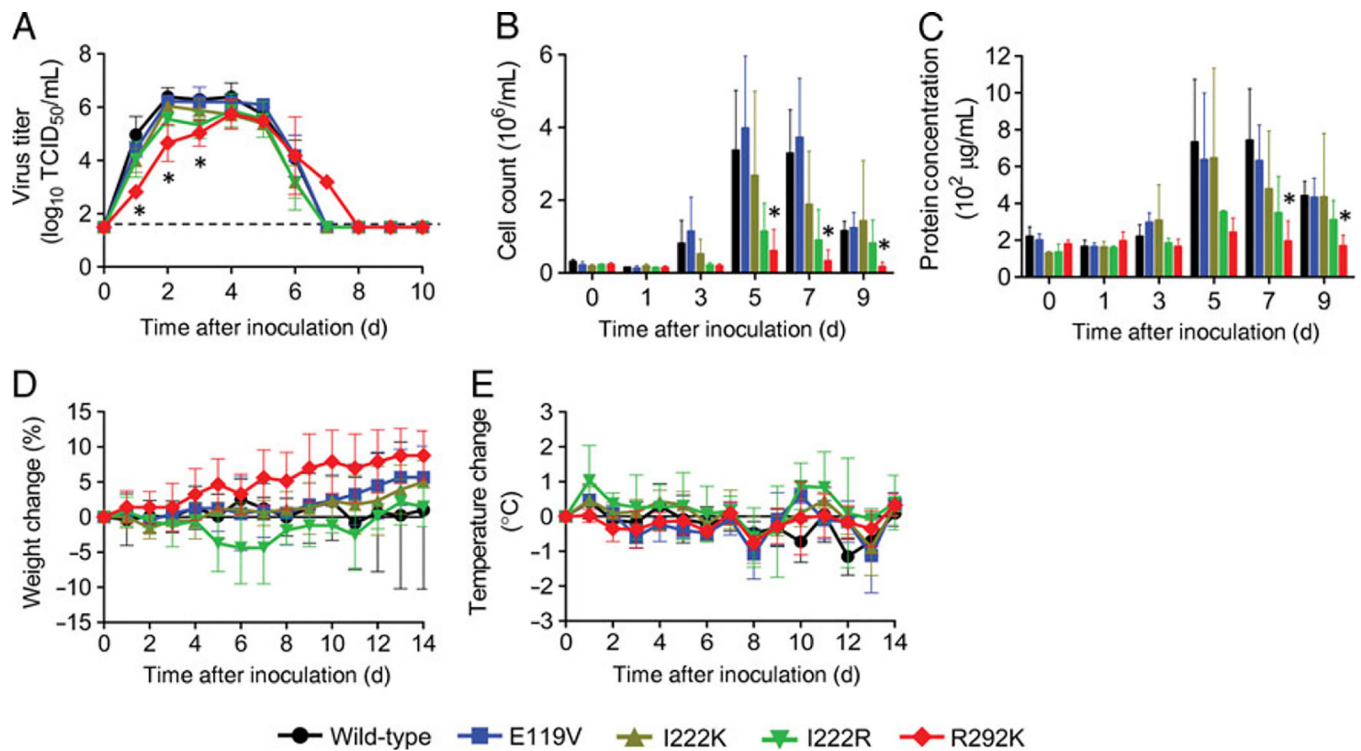 A
Virus titer
(log10 TCID50/mL)
8
6
4
2
0
*
*
*
0 2 4 6 8 10
Time after inoculation (d)
B
Cell count (10⁶/mL)
6
4
2
0
*
*
*
0 1 3 5 7 9
Time after inoculation (d)
C
Protein concentration
(10² µg/mL)
12
10
8
6
4
2
0
*
*
0 1 3 5 7 9
Time after inoculation (d)
D
Weight change (%)
15
10
5
0
−5
−10
−15
0 2 4 6 8 10 12 14
Time after inoculation (d)
E
Temperature change
(°C)
3
2
1
0
−1
−2
−3
0 2 4 6 8 10 12 14
Time after inoculation (d)
Wild-type E119V I222K I222R R292K